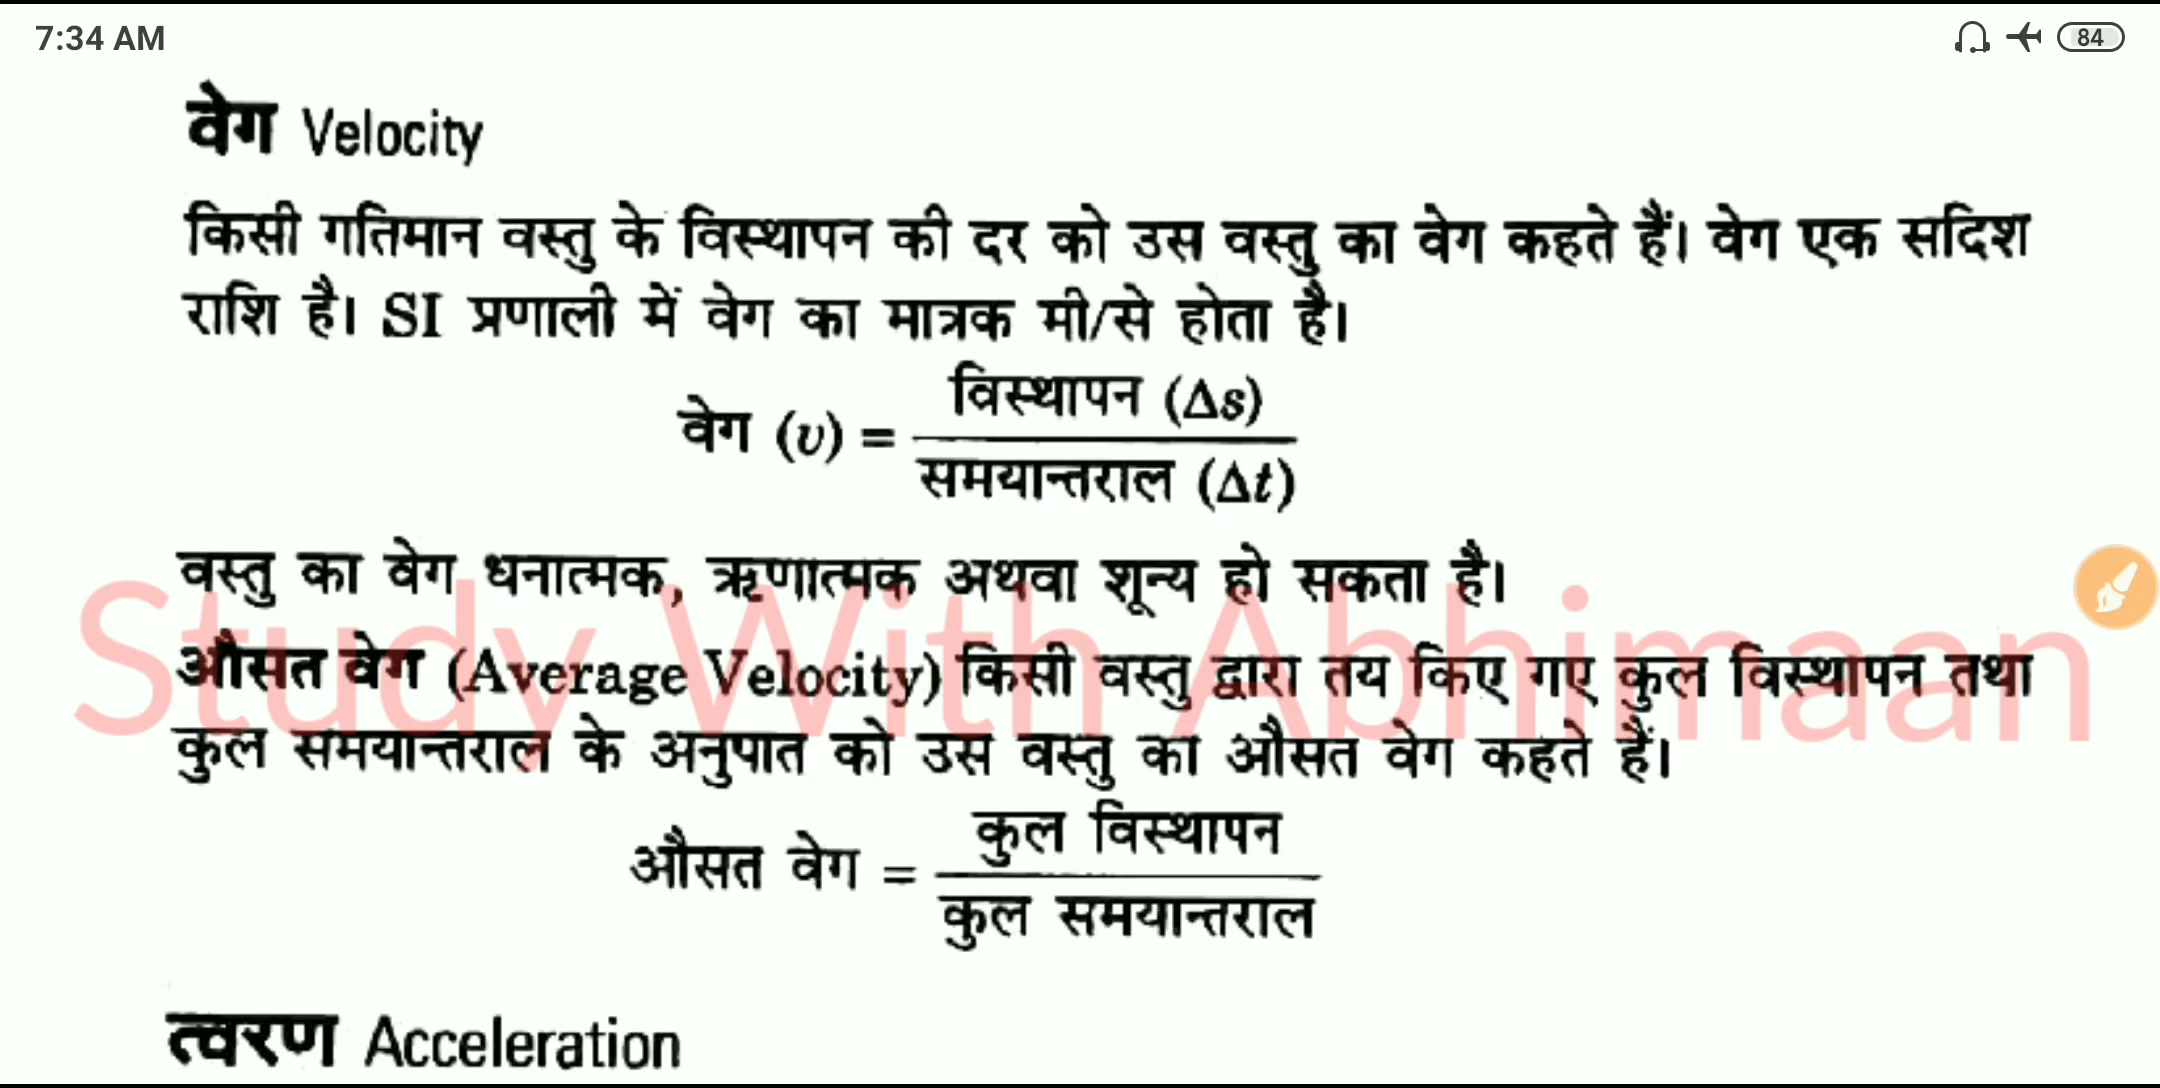 7:34 AM
84
वेग Velocity
किसी गतिमान वस्तु के विस्थापन की दर को उस वस्तु का वेग कहते हैं। वेग एक सदिश
राशि है। SI प्रणाली में वेग का मात्रक मी/से होता है।
वेग (v) = विस्थापन (Δs)
समयान्तराल (Δt)
वस्तु का वेग धनात्मक, ऋणात्मक अथवा शून्य हो सकता है।
Study With Abhimaan
औसत वेग (Average Velocity) किसी वस्तु द्वारा तय किए गए कुल विस्थापन तथा
कुल समयान्तराल के अनुपात को उस वस्तु का औसत वेग कहते हैं।
औसत वेग = कुल विस्थापन
कुल समयान्तराल
त्वरण Acceleration